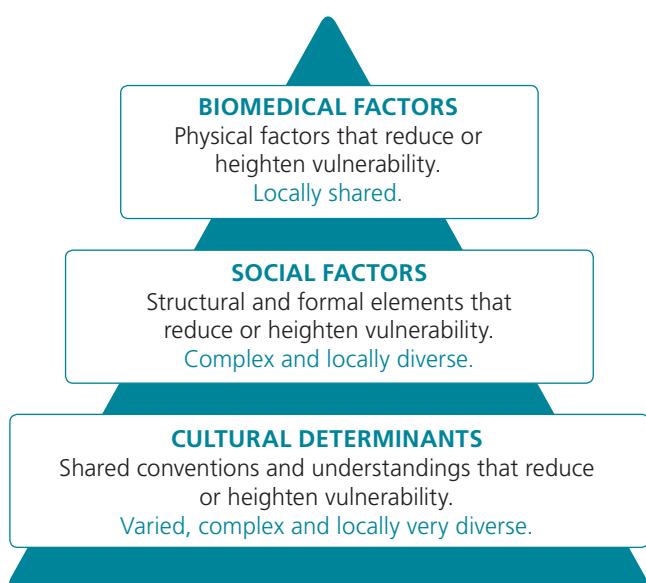 BIOMEDICAL FACTORS
Physical factors that reduce or
heighten vulnerability.
Locally shared.
SOCIAL FACTORS
Structural and formal elements that
reduce or heighten vulnerability.
Complex and locally diverse.
CULTURAL DETERMINANTS
Shared conventions and understandings that reduce
or heighten vulnerability.
Varied, complex and locally very diverse.